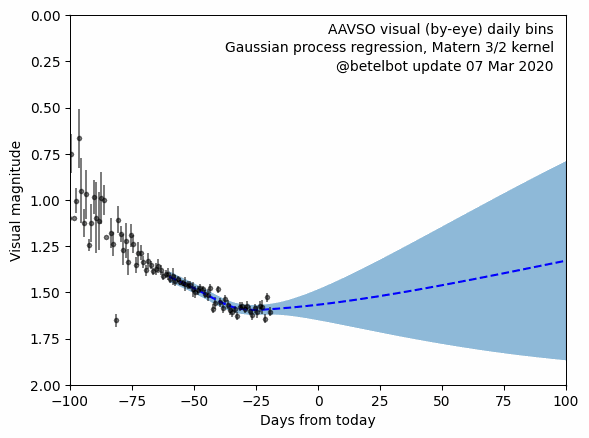 AAVSO visual (by-eye) daily bins
Gaussian process regression, Matern 3/2 kernel
@betelbot update 07 Mar 2020
Visual magnitude
0.00
0.25
0.50
0.75
1.00
1.25
1.50
1.75
2.00
−100 −75 −50 −25 0 25 50 75 100
Days from today